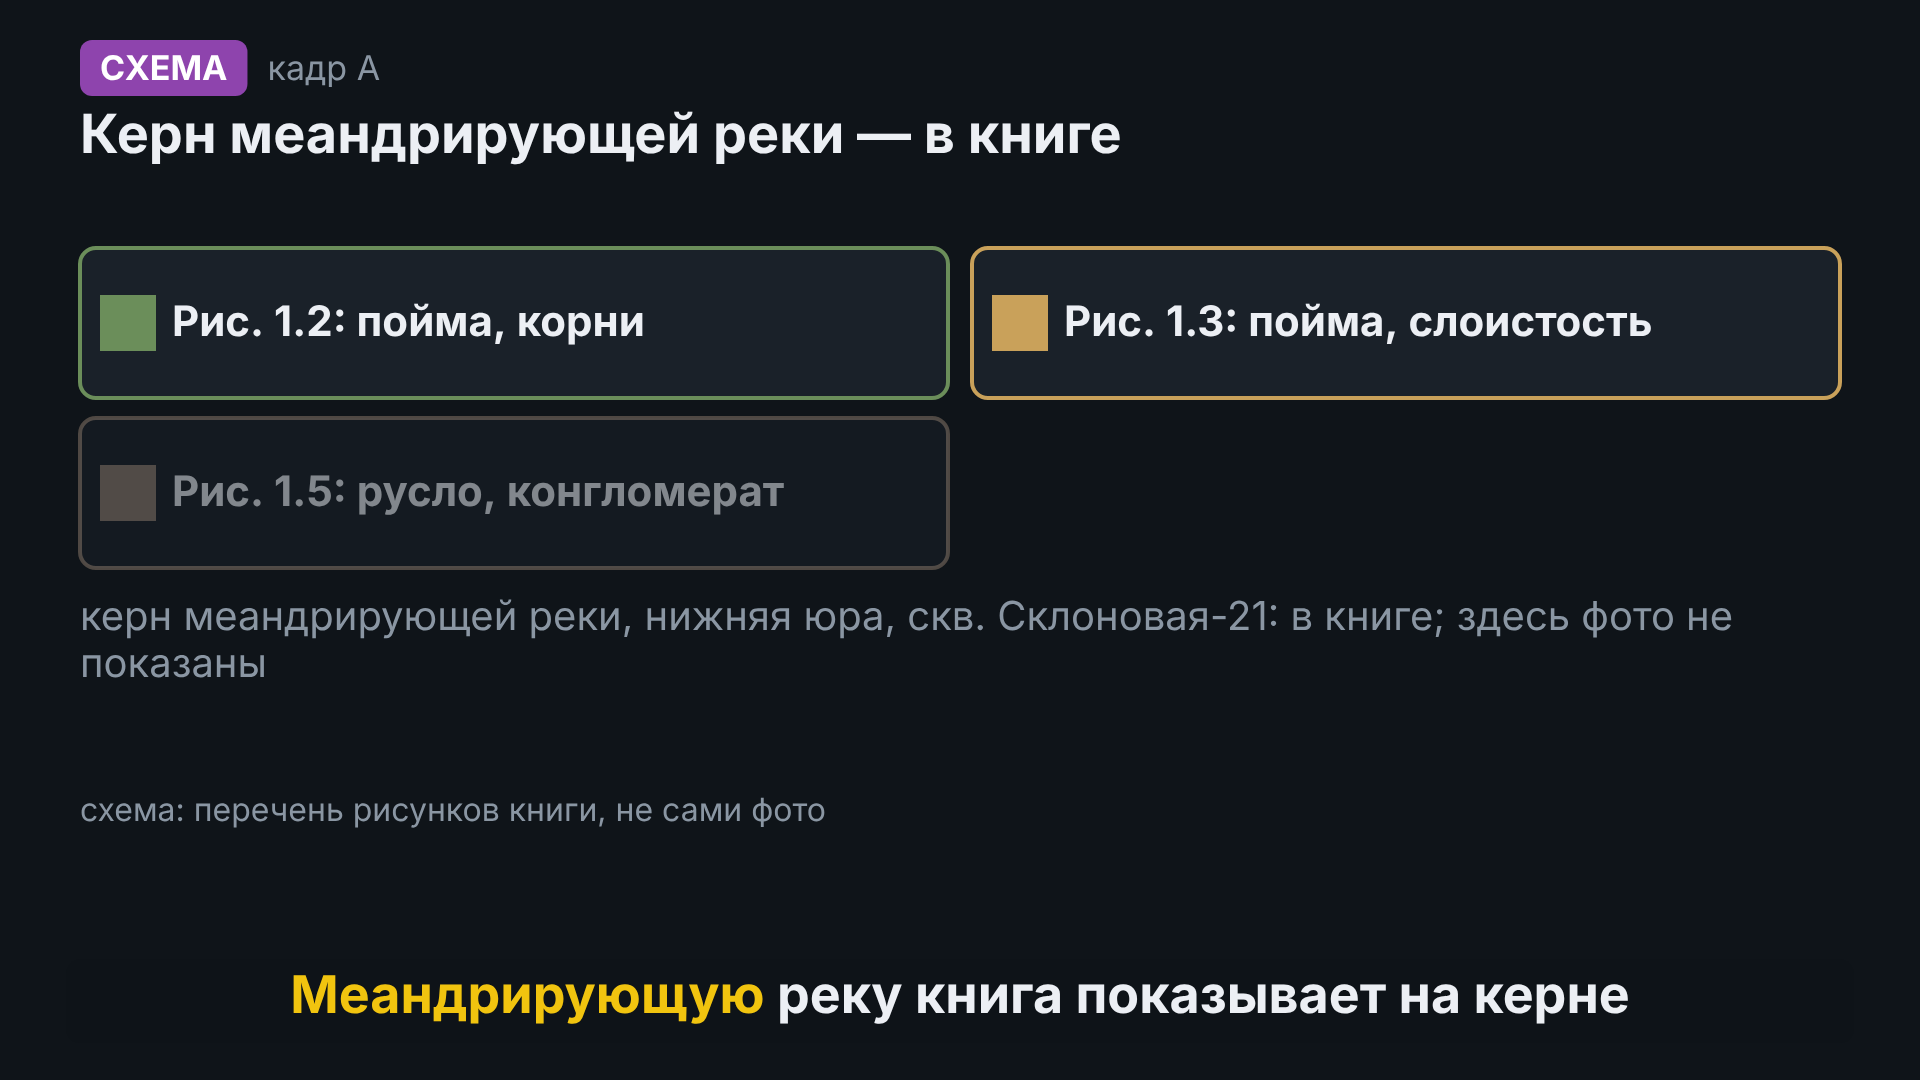 СХЕМА кадр А
Керн меандрирующей реки — в книге
Рис. 1.2: пойма, корни
Рис. 1.3: пойма, слоистость
Рис. 1.5: русло, конгломерат
керн меандрирующей реки, нижняя юра, скв. Склоновая-21: в книге; здесь фото не
показаны
схема: перечень рисунков книги, не сами фото
Меандрирующую реку книга показывает на керне